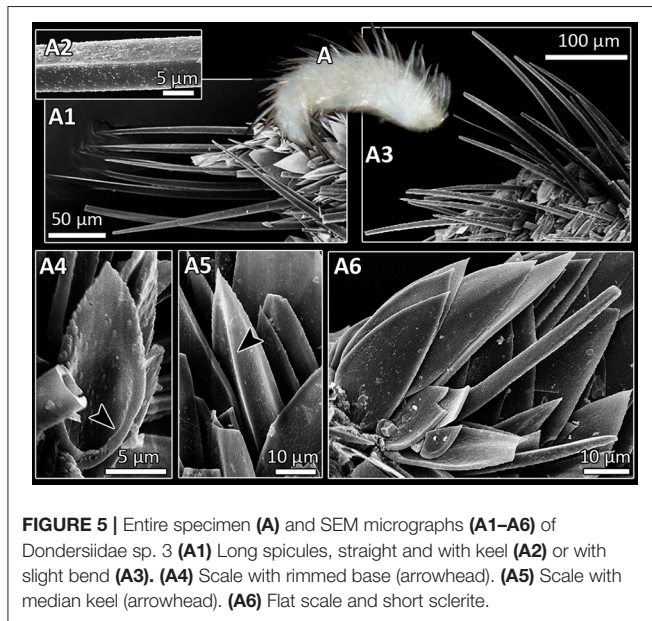 A2
5 µm
A
100 µm
A1
A3
50 µm
A4
A5
A6
5 µm
10 µm
10 µm
FIGURE 5 | Entire specimen (A) and SEM micrographs (A1–A6) of
Dondersiidae sp. 3 (A1) Long spicules, straight and with keel (A2) or with
slight bend (A3). (A4) Scale with rimmed base (arrowhead). (A5) Scale with
median keel (arrowhead). (A6) Flat scale and short sclerite.